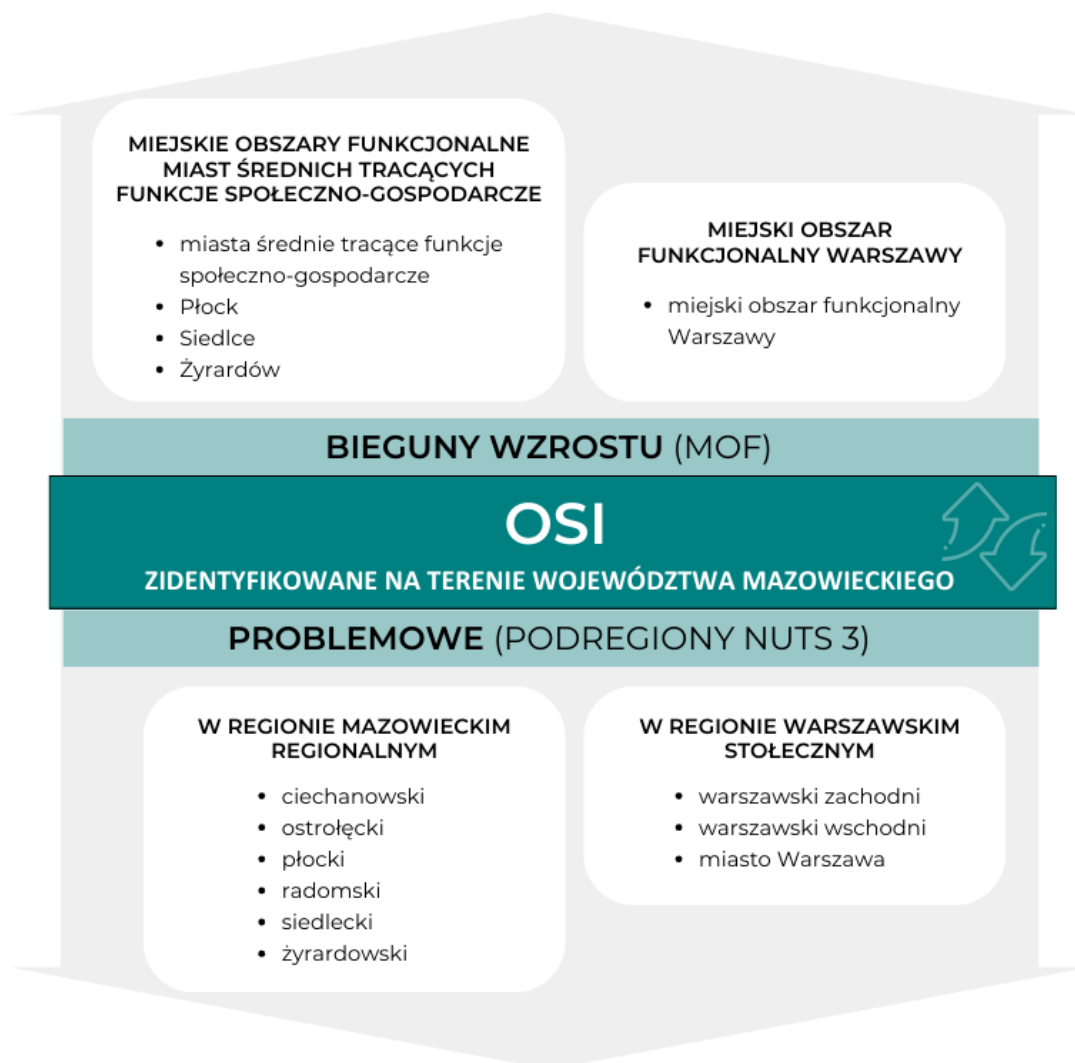 MIEJSKIE OBSZARY FUNKCJONALNE
MIAST ŚREDNICH TRACĄCYCH
FUNKCJE SPOŁECZNO-GOSPODARCZE
• miasta średnie tracące funkcje
społeczno-gospodarcze
• Płock
• Siedlce
• Żyrardów
MIEJSKI OBSZAR
FUNKCJONALNY WARSZAWY
• miejski obszar funkcjonalny
Warszawy
BIEGUNY WZROSTU (MOF)
OSI
ZIDENTYFIKOWANE NA TERENIE WOJEWÓDZTWA MAZOWIECKIEGO
PROBLEMOWE (PODREGIONY NUTS 3)
W REGIONIE MAZOWIECKIM
REGIONALNYM
• ciechanowski
• ostrołęcki
• płocki
• radomski
• siedlecki
• żyrardowski
W REGIONIE WARSZAWSKIM
STOŁECZNYM
• warszawski zachodni
• warszawski wschodni
• miasto Warszawa